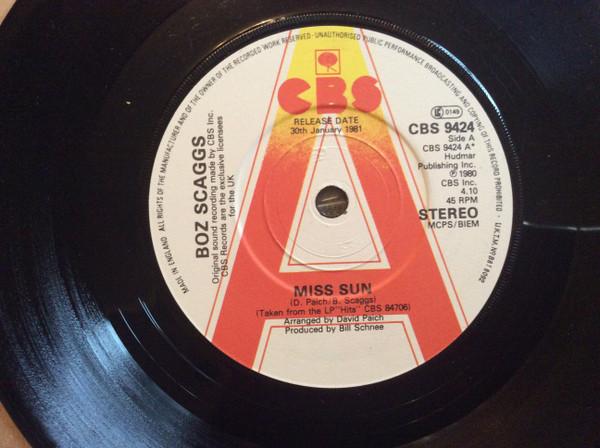 MADE IN ENGLAND · ALL RIGHTS OF THE MANUFACTURER AND OF THE OWNER OF THE RECORDED WORK RESERVED · UNAUTHORISED PUBLIC PERFORMANCE BROADCASTING AND COPYING OF THIS RECORD PROHIBITED · U.K.T.M. Nº
CBS
RELEASE DATE
30th January 1981
BOZ SCAGGS
Original sound recording made by CBS Inc.
CBS Records are the exclusive licensees
for the UK
0149
CBS 9424
Side A
CBS 9424 A*
Hudmar
Publishing Inc.
℗ 1980
CBS Inc.
4.10
45 RPM
STEREO
MCPS/BIEM
A
MISS SUN
(D. Paich/B. Scaggs)
(Taken from the LP "Hits" CBS 84706)
Arranged by David Paich
Produced by Bill Schnee